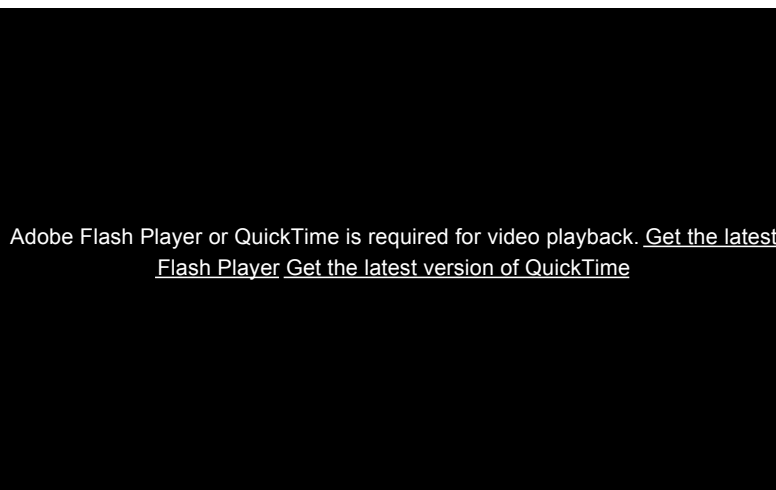 Adobe Flash Player or QuickTime is required for video playback. Get the latest
Flash Player Get the latest version of QuickTime